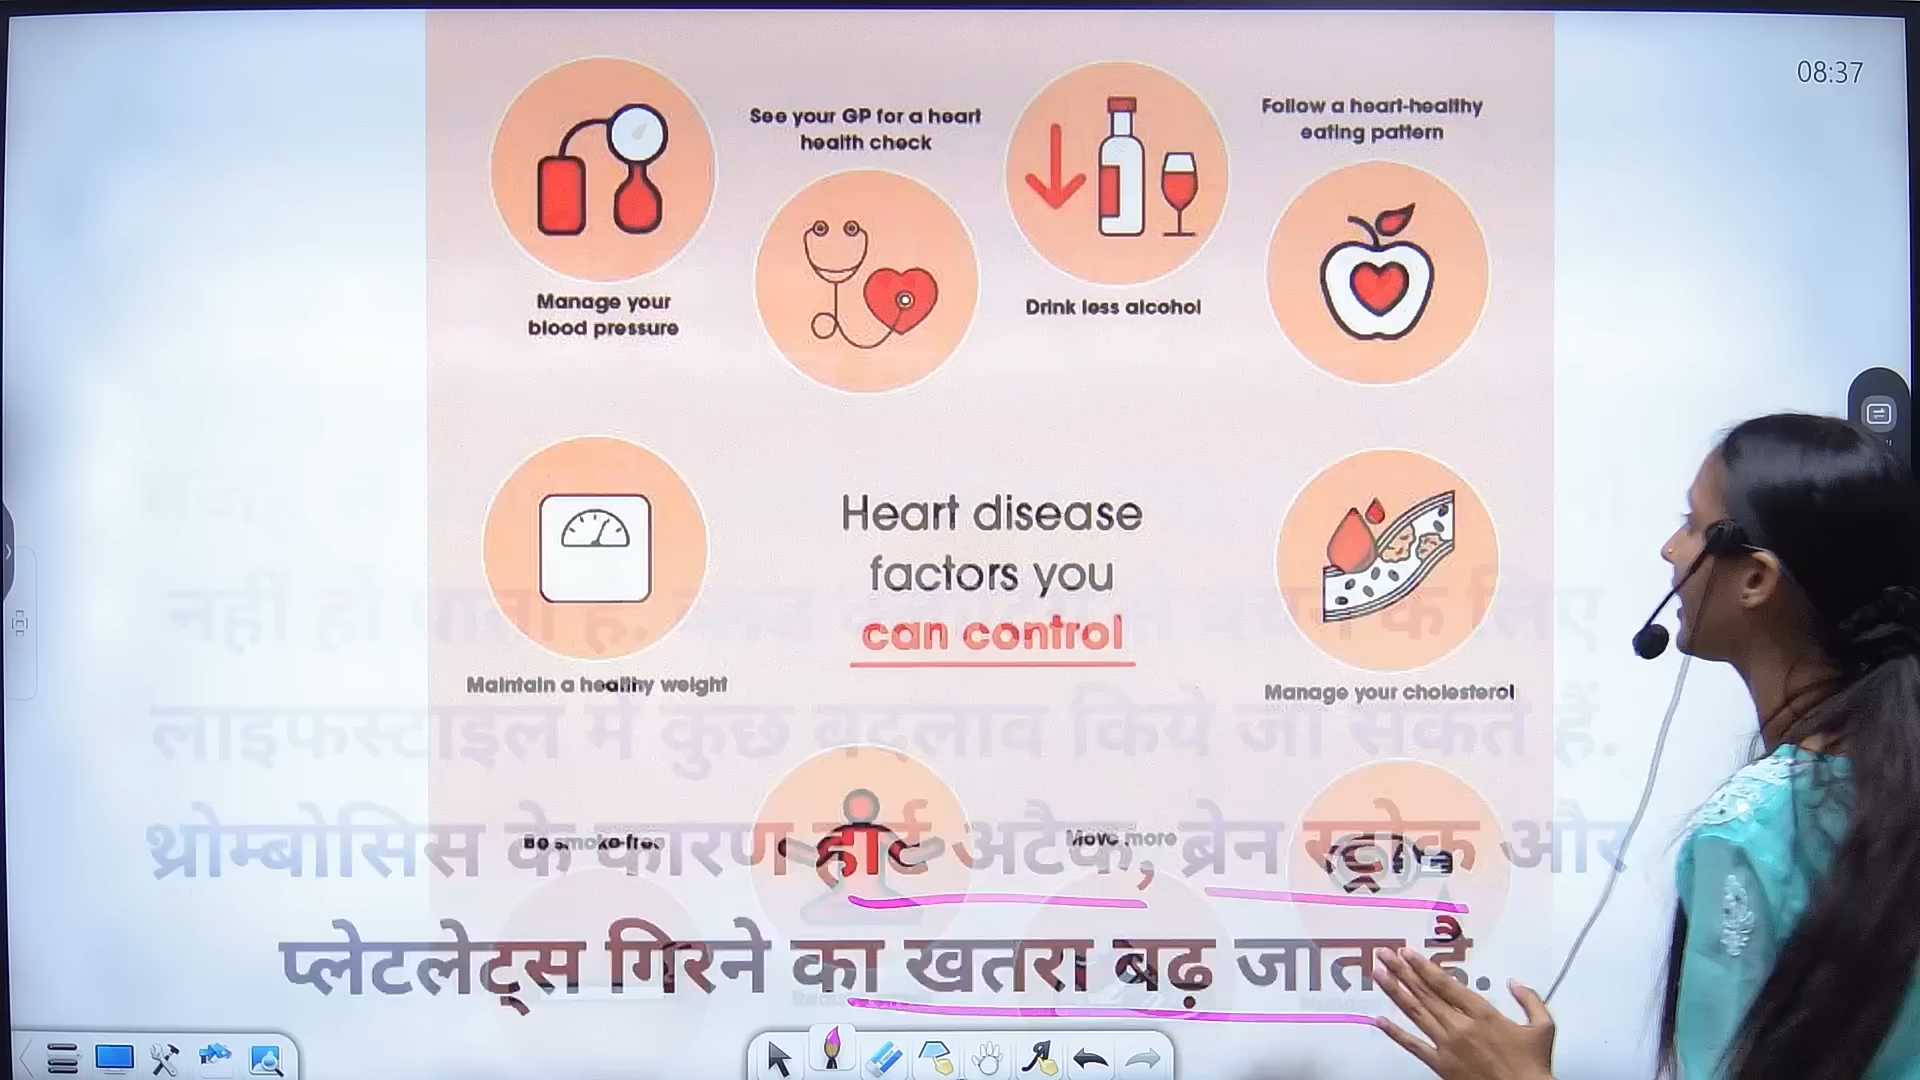 08:37
See your GP for a heart
health check
Follow a heart-healthy
eating pattern
Manage your
blood pressure
Drink less alcohol
Heart disease
factors you
can control
Maintain a healthy weight
Manage your cholesterol
नहीं हो पाता है. ब्लड से बचने के लिए
लाइफस्टाइल में कुछ बदलाव किये जा सकते हैं.
Be smoke-free
Move more
थ्रोम्बोसिस के कारण हार्ट अटैक, ब्रेन स्ट्रोक और
प्लेटलेट्स गिरने का खतरा बढ़ जाता है.